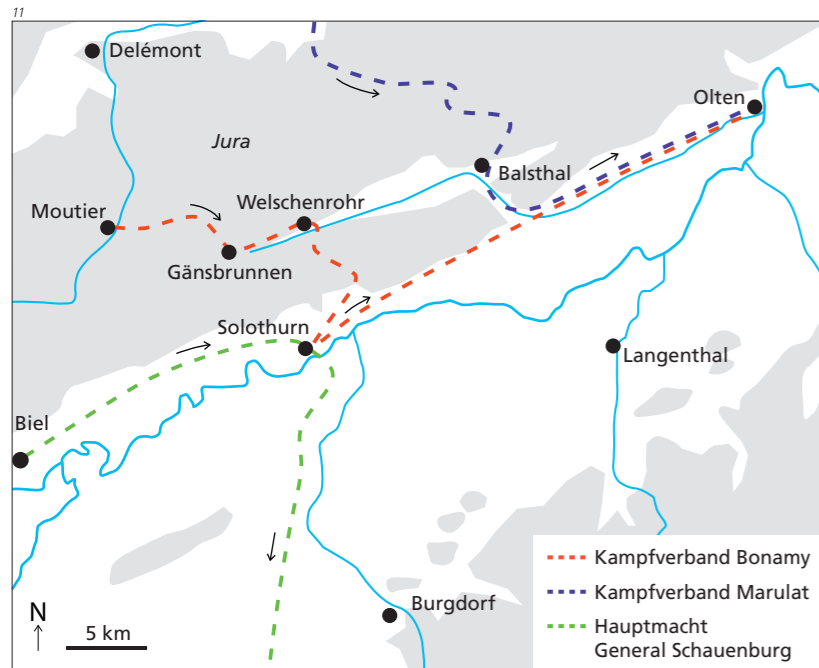 11
Delémont
Olten
Jura
Balsthal
Moutier
Welschenrohr
Gänsbrunnen
Solothurn
Langenthal
Biel
Kampfverband Bonamy
Kampfverband Marulat
Burgdorf
Hauptmacht
General Schauenburg
N
5 km